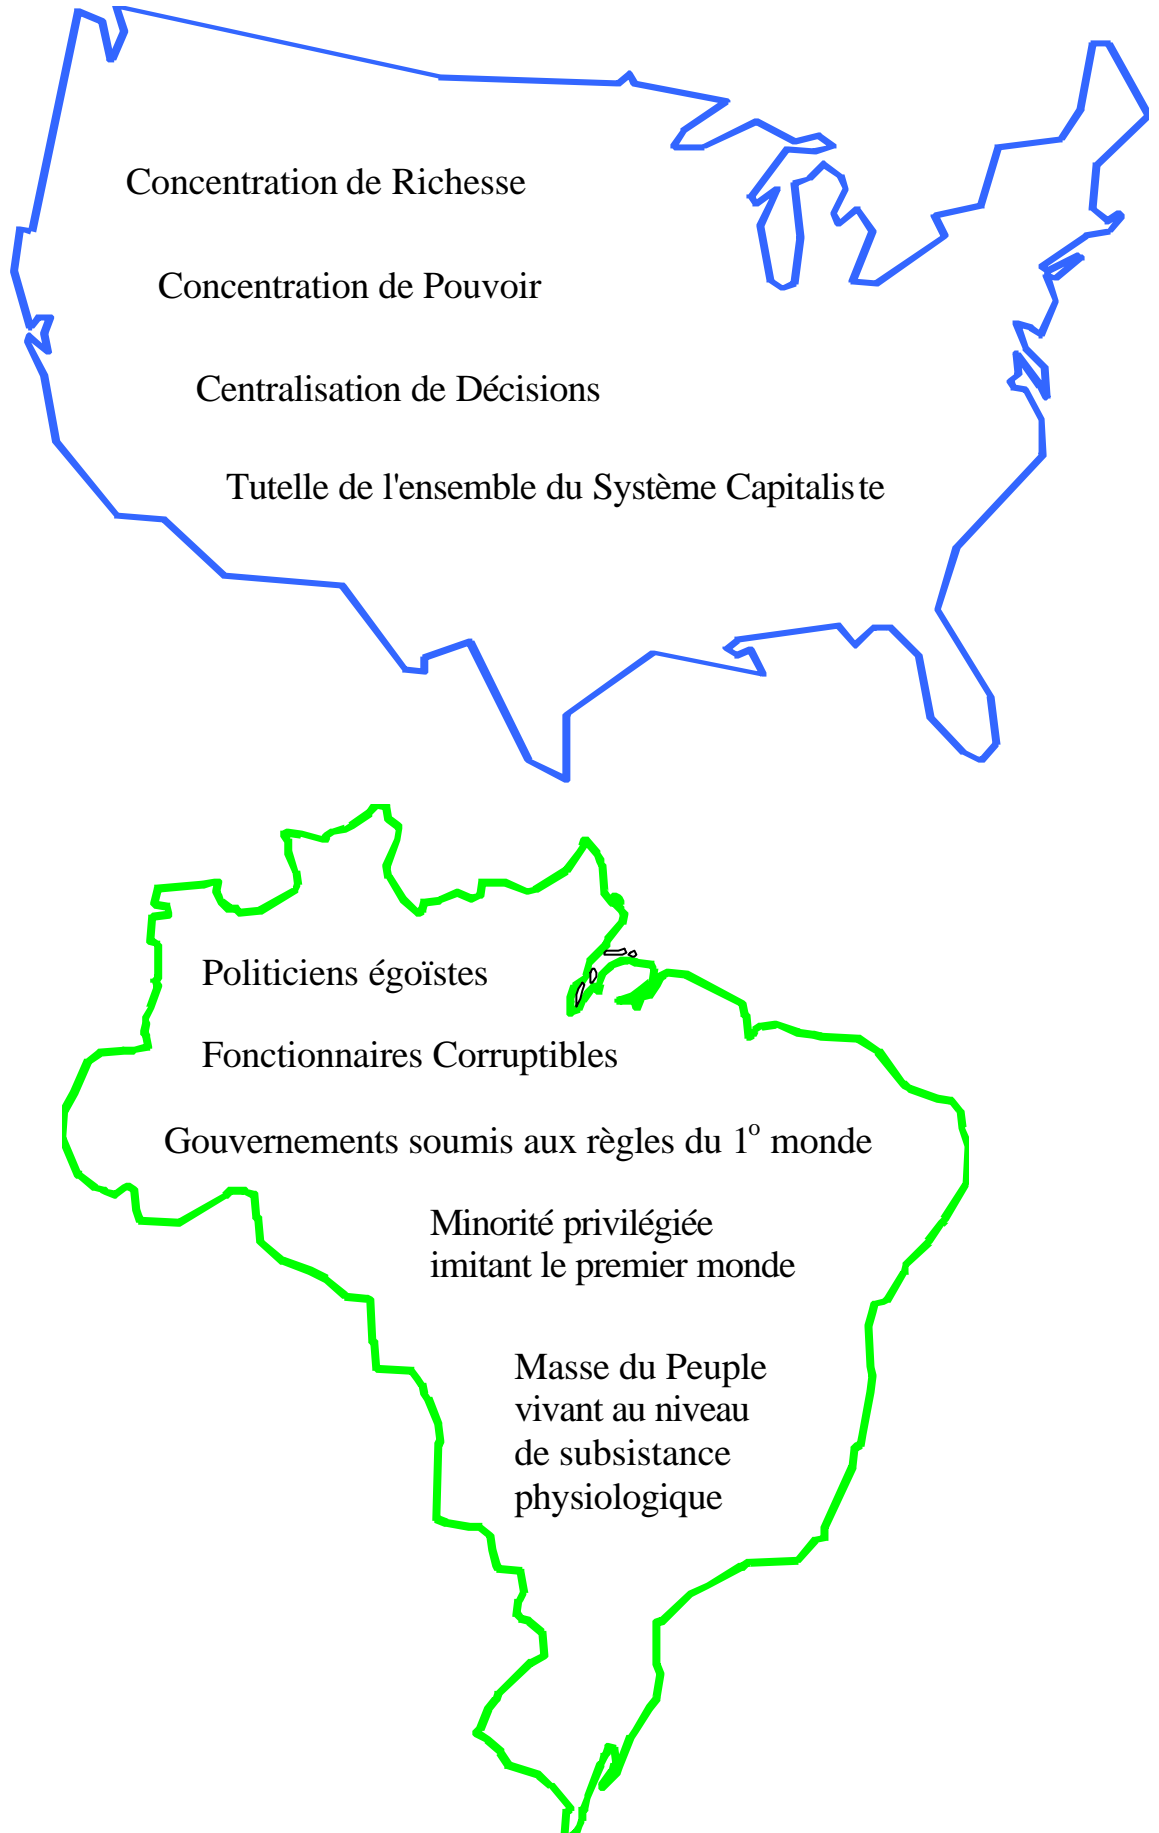 Concentration de Richesse
Concentration de Pouvoir
Centralisation de Décisions
Tutelle de l'ensemble du Système Capitaliste
Politiciens égoïstes
Fonctionnaires Corruptibles
Gouvernements soumis aux règles du 1º monde
Minorité privilégiée
imitant le premier monde
Masse du Peuple
vivant au niveau
de subsistance
physiologique